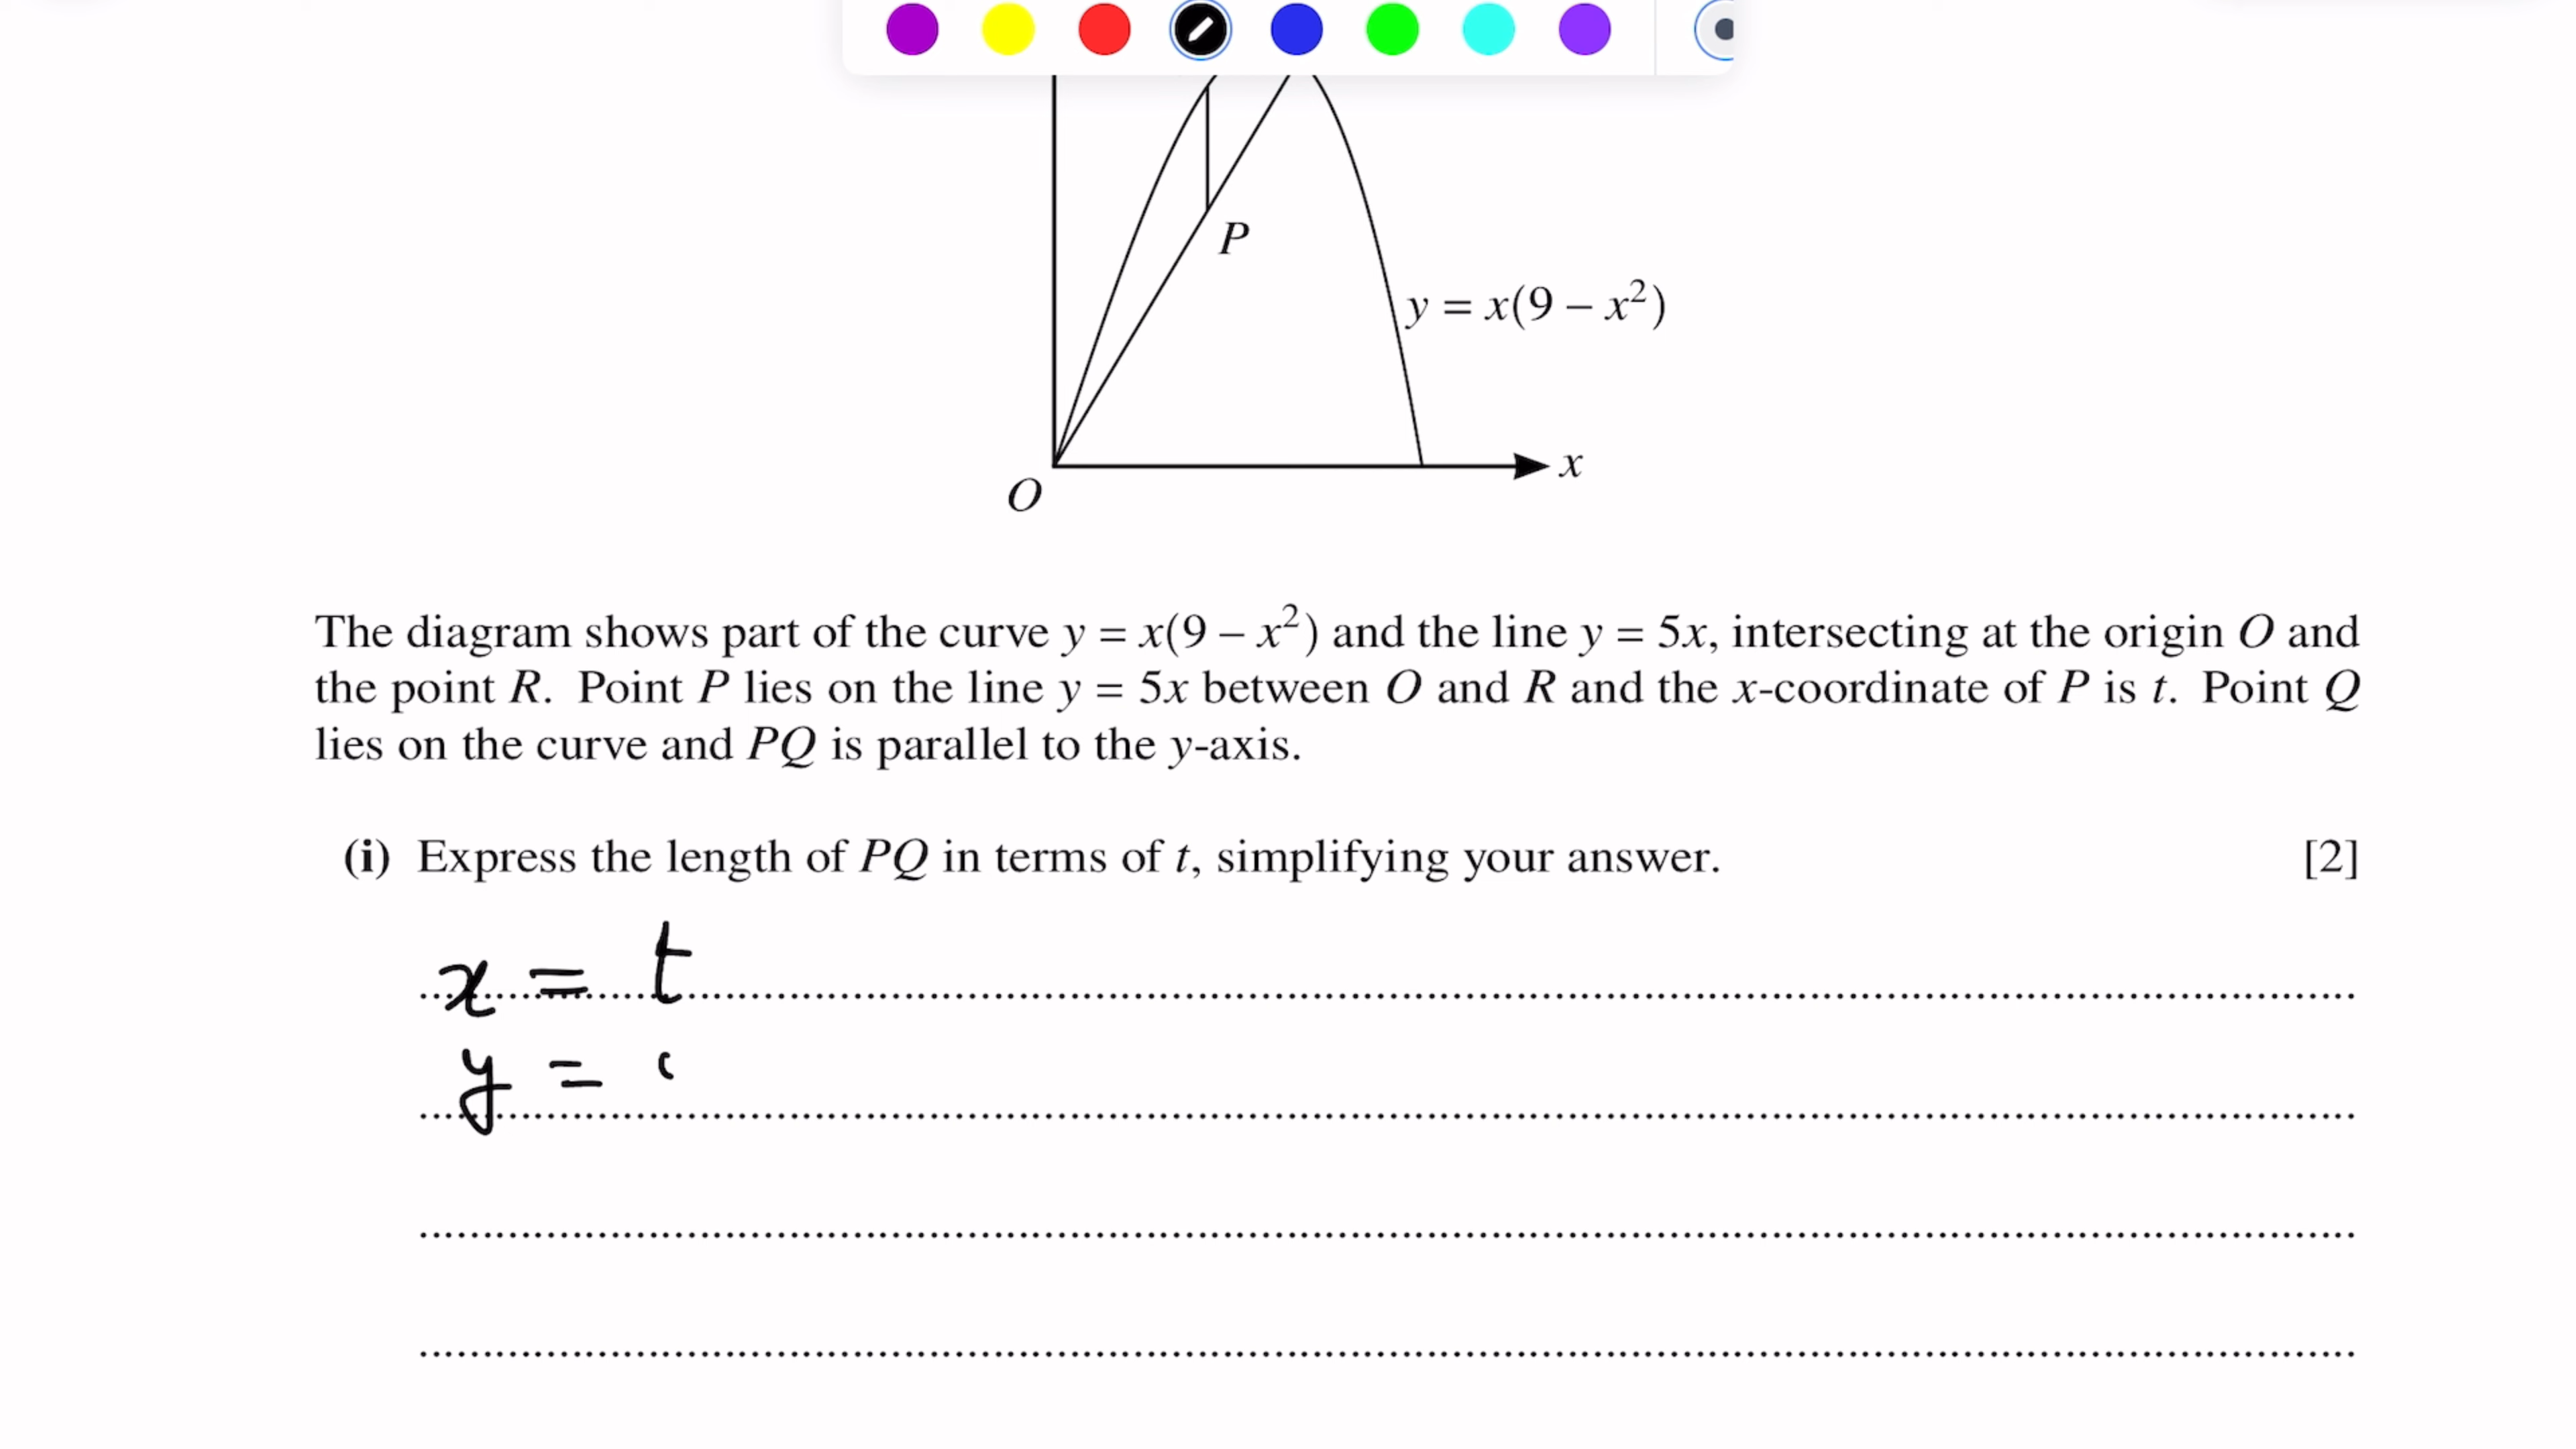 P
y = x(9 – x²)
x
O
The diagram shows part of the curve y = x(9 – x²) and the line y = 5x, intersecting at the origin O and
the point R. Point P lies on the line y = 5x between O and R and the x-coordinate of P is t. Point Q
lies on the curve and PQ is parallel to the y-axis.
(i) Express the length of PQ in terms of t, simplifying your answer. [2]
x = t
y =